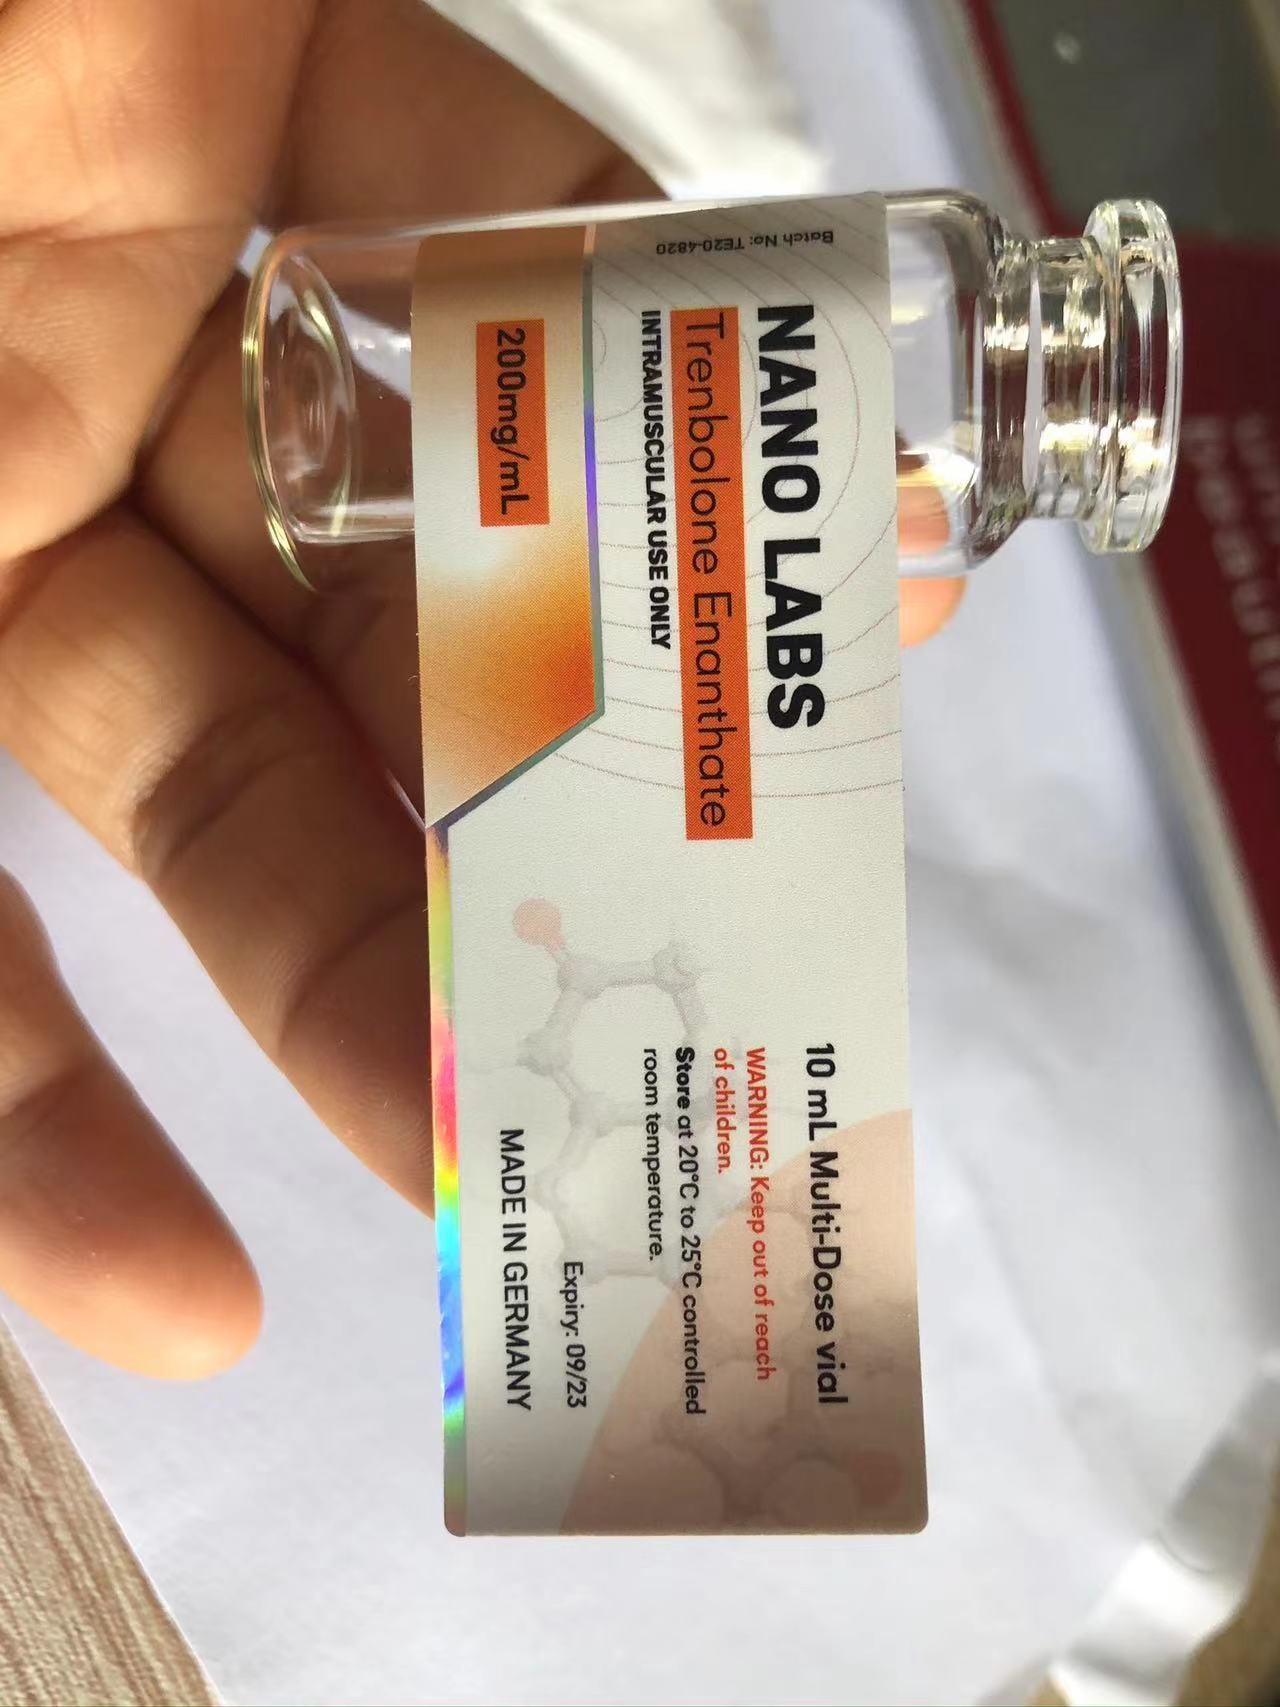 Batch No: TE20-4820
NANO LABS
Trenbolone Enanthate
INTRAMUSCULAR USE ONLY
200mg/mL
10 mL Multi-Dose vial
WARNING: Keep out of reach
of children.
Store at 20°C to 25°C controlled
room temperature.
Expiry: 09/23
MADE IN GERMANY